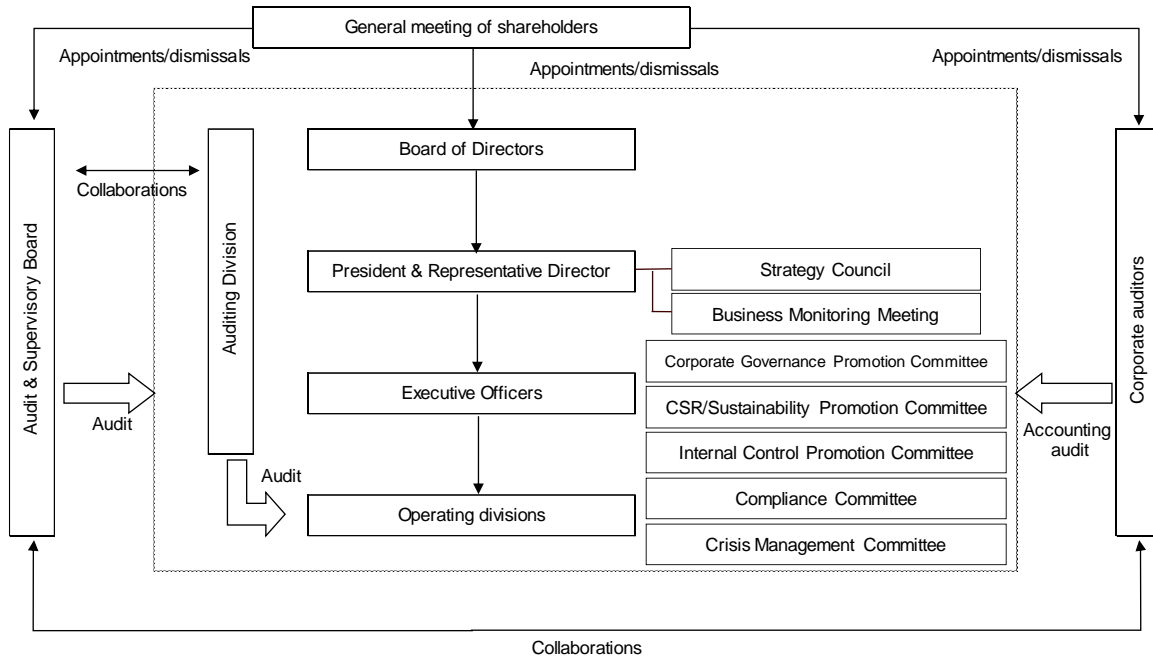 General meeting of shareholders
Appointments/dismissals
Appointments/dismissals
Appointments/dismissals
Board of Directors
Collaborations
Audit & Supervisory Board
Auditing Division
President & Representative Director
Strategy Council
Business Monitoring Meeting
Corporate auditors
Corporate Governance Promotion Committee
Executive Officers
CSR/Sustainability Promotion Committee
Audit
Accounting
audit
Internal Control Promotion Committee
Audit
Compliance Committee
Operating divisions
Crisis Management Committee
Collaborations